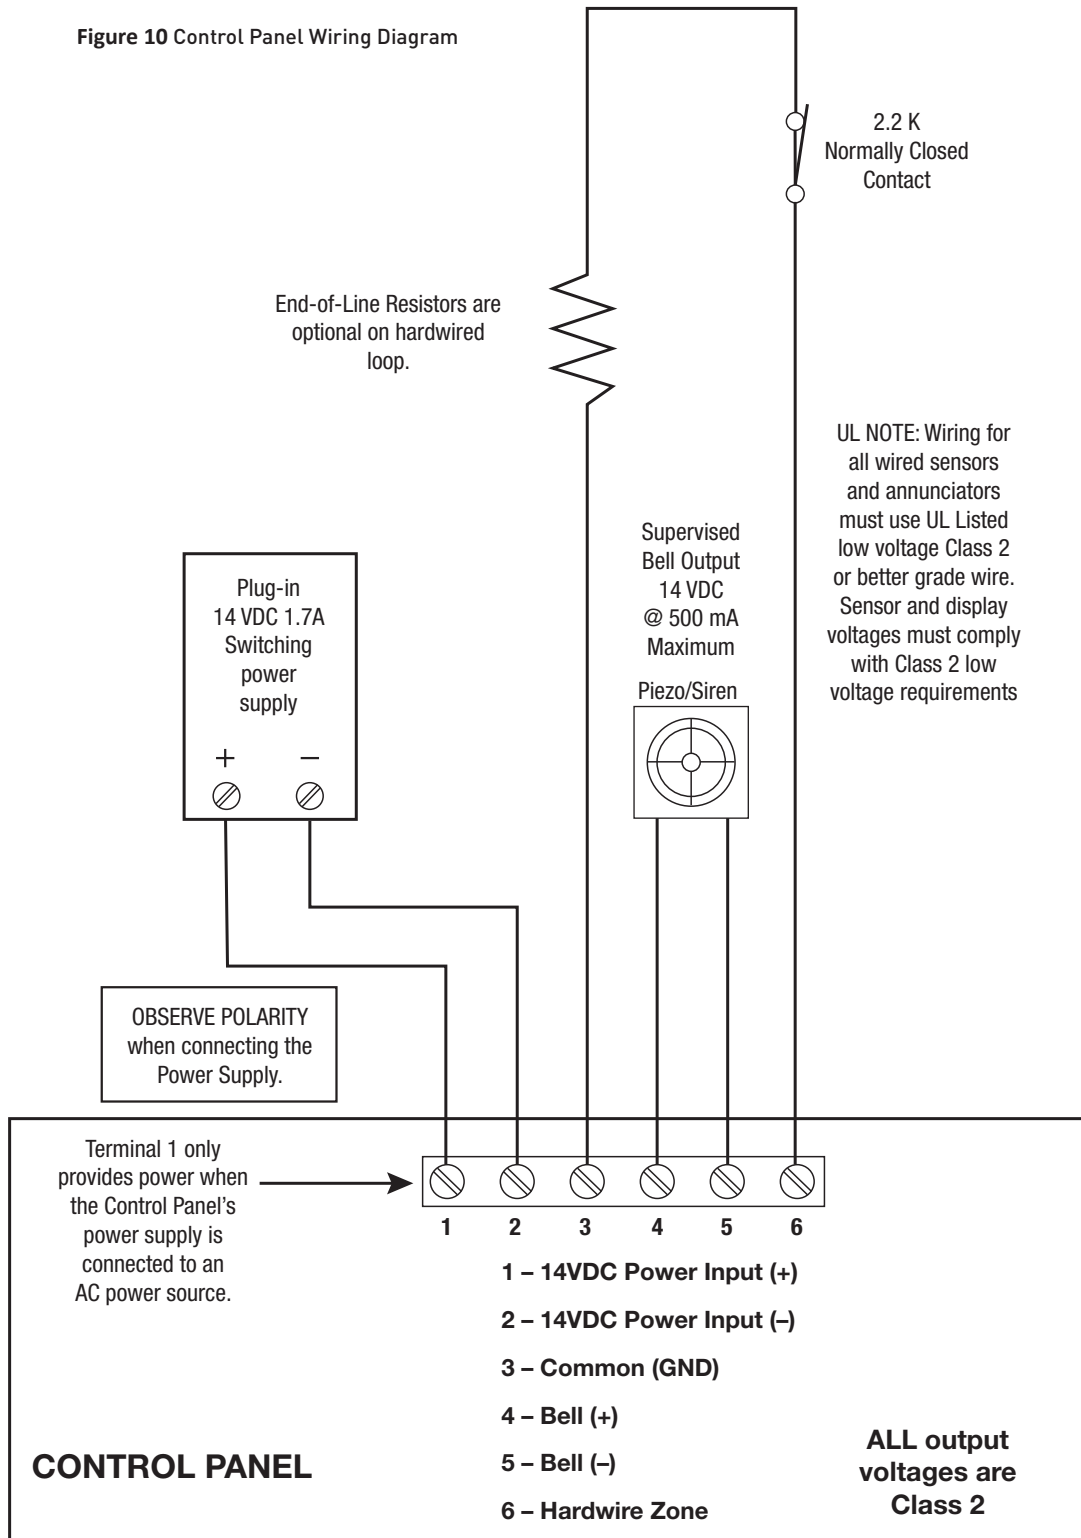 Figure 10 Control Panel Wiring Diagram
2.2 K
Normally Closed
Contact
End-of-Line Resistors are
optional on hardwired
loop.
UL NOTE: Wiring for
all wired sensors
and annunciators
must use UL Listed
low voltage Class 2
or better grade wire.
Sensor and display
voltages must comply
with Class 2 low
voltage requirements
Supervised
Bell Output
14 VDC
@ 500 mA
Maximum
Piezo/Siren
Plug-in
14 VDC 1.7A
Switching
power
supply
+ –
OBSERVE POLARITY
when connecting the
Power Supply.
Terminal 1 only
provides power when
the Control Panel's
power supply is
connected to an
AC power source.
1 2 3 4 5 6
1 – 14VDC Power Input (+)
2 – 14VDC Power Input (–)
3 – Common (GND)
4 – Bell (+)
5 – Bell (–)
6 – Hardwire Zone
CONTROL PANEL
ALL output
voltages are
Class 2